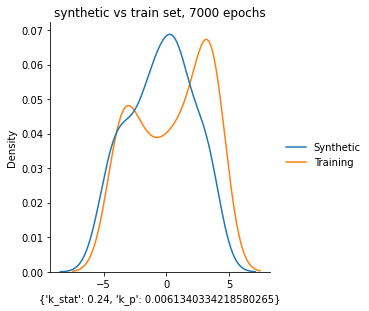 synthetic vs train set, 7000 epochs
0.07
0.06
0.05
0.04
0.03
0.02
0.01
0.00
Density
−5
0
5
{'k_stat': 0.24, 'k_p': 0.0061340334218580265}
Synthetic
Training